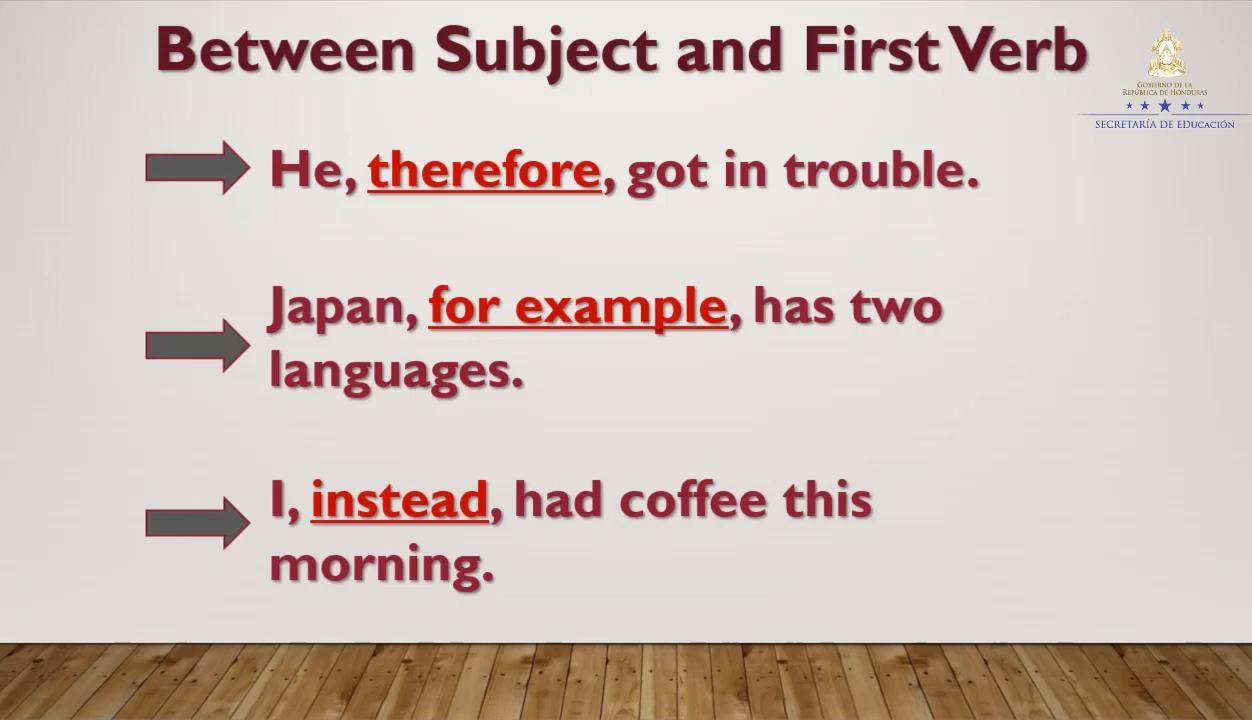 Between Subject and First Verb
GOBIERNO DE LA
REPÚBLICA DE HONDURAS
SECRETARÍA DE EDUCACIÓN
He, therefore, got in trouble.
Japan, for example, has two
languages.
I, instead, had coffee this
morning.